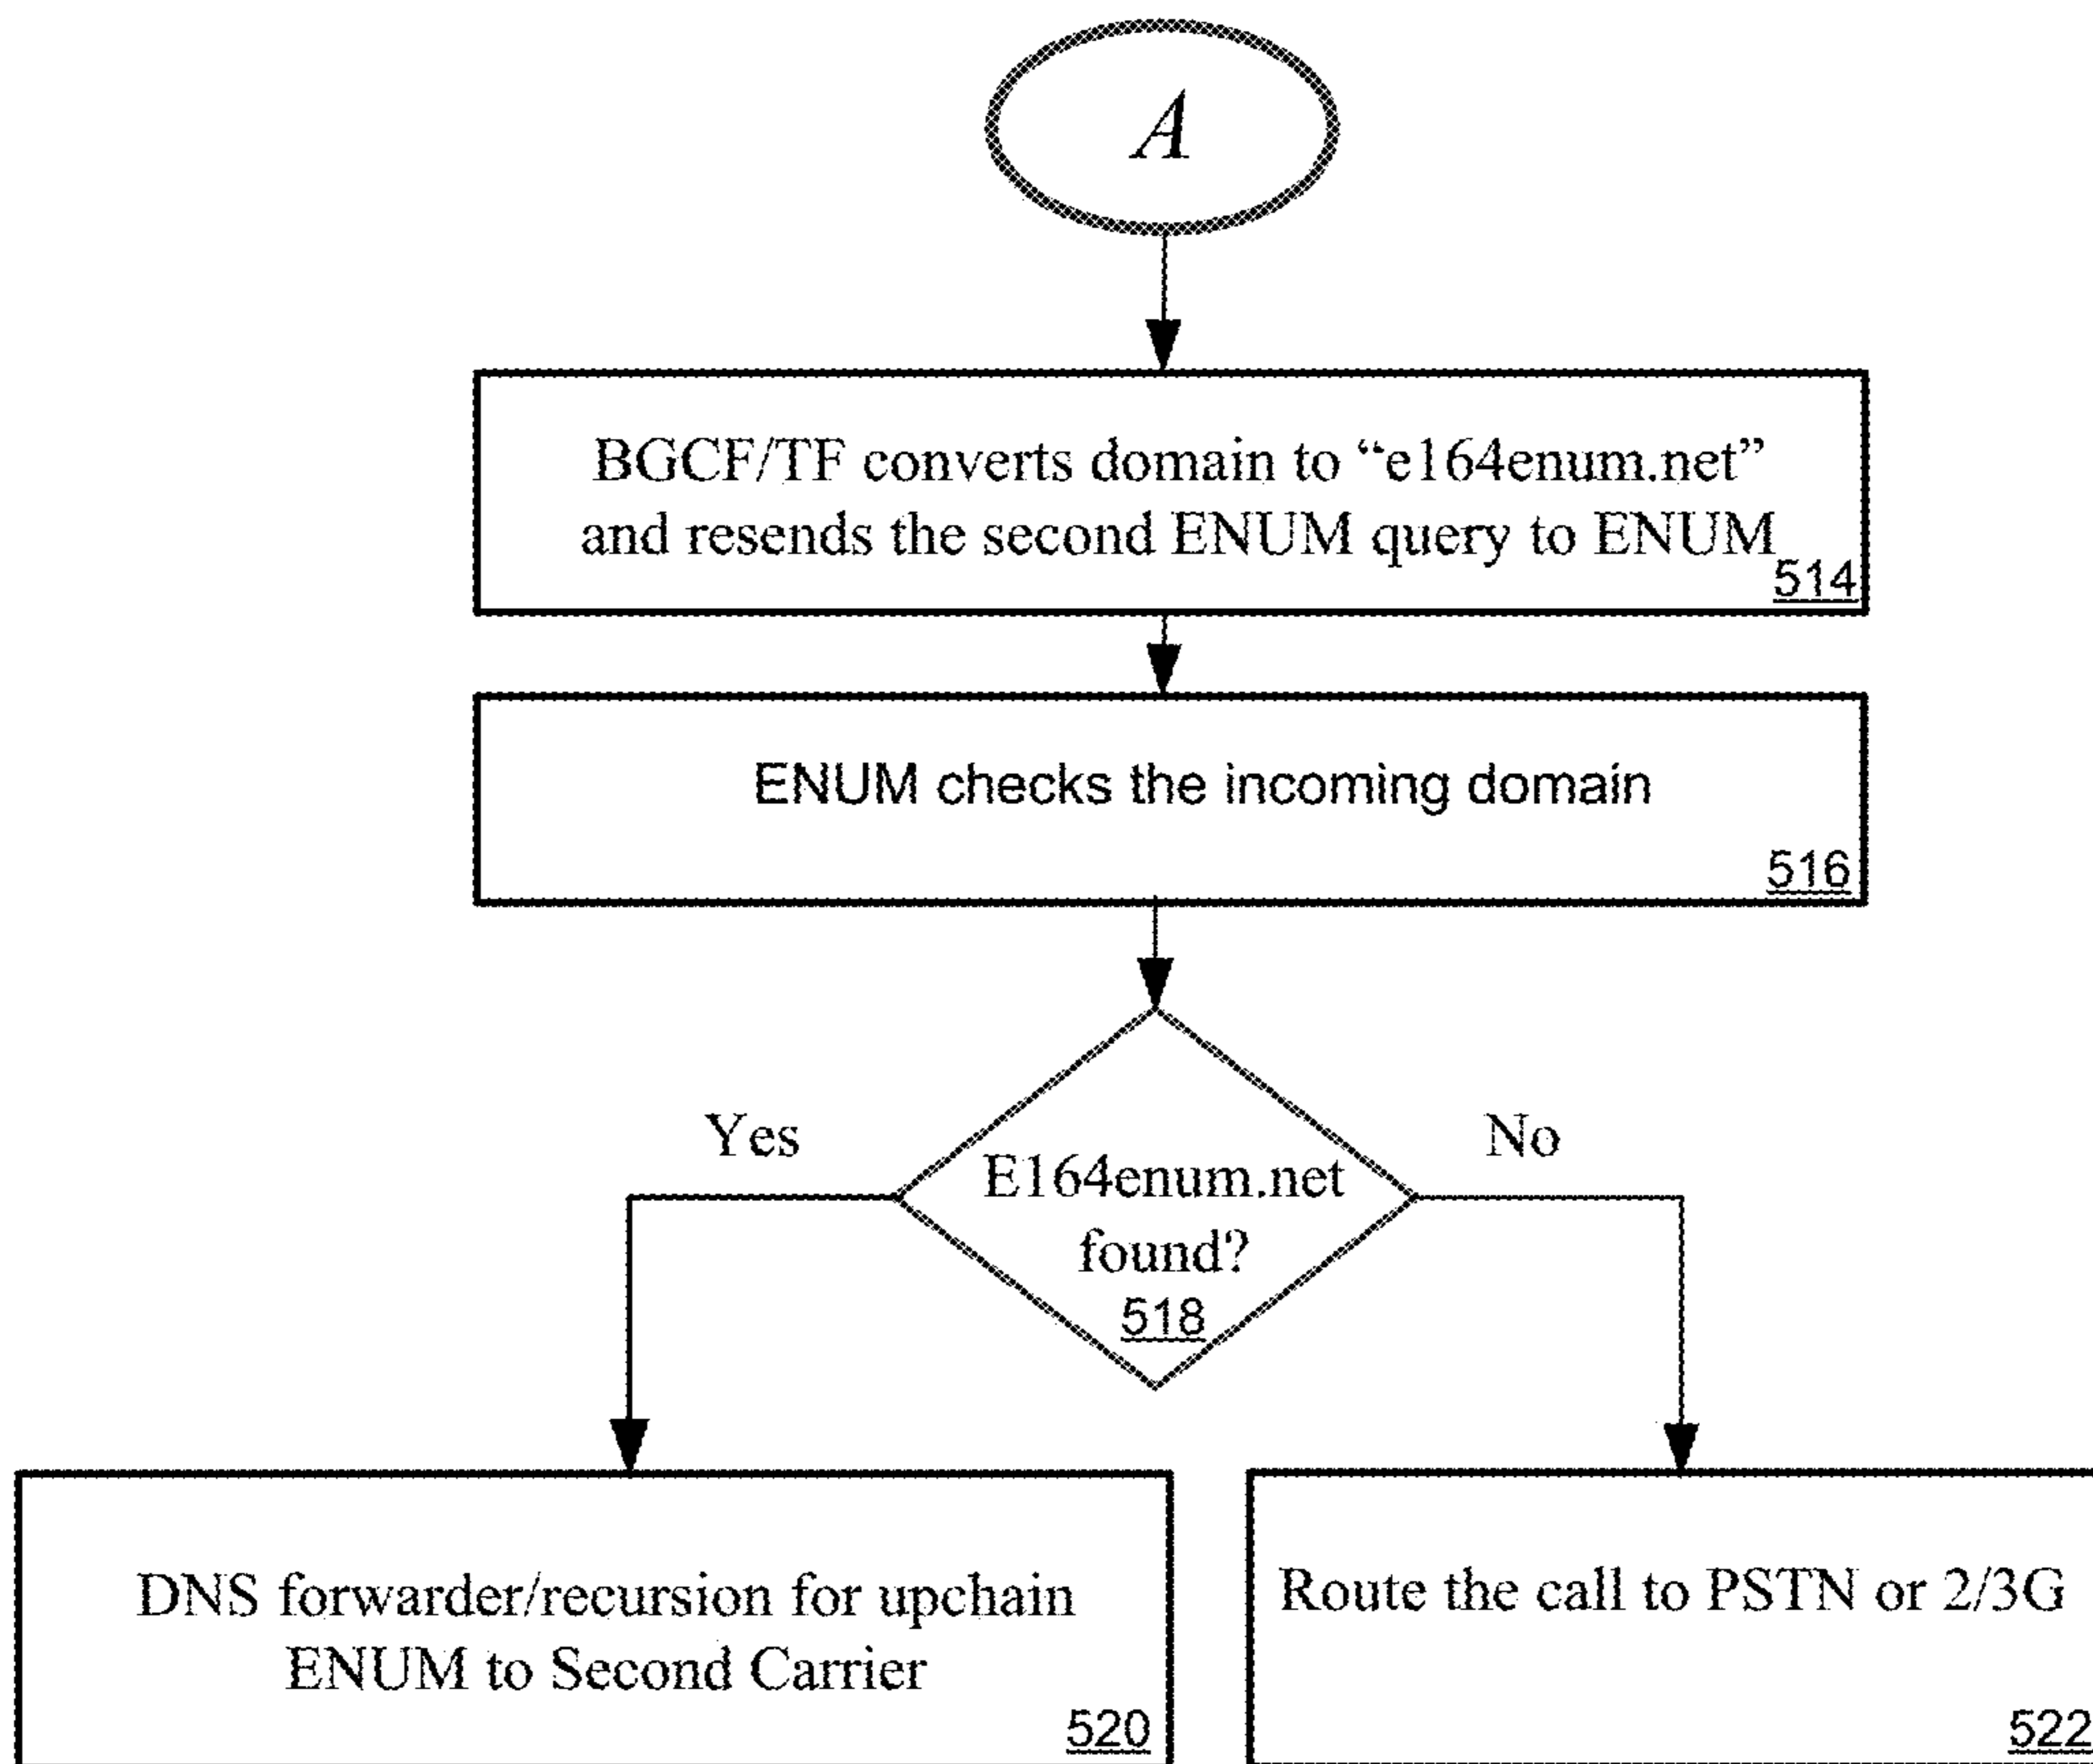 A
BGCF/TF converts domain to “e164enum.net”
and resends the second ENUM query to ENUM
514
ENUM checks the incoming domain
516
Yes
No
E164enum.net
found?
518
DNS forwarder/recursion for upchain
ENUM to Second Carrier
520
Route the call to PSTN or 2/3G
522